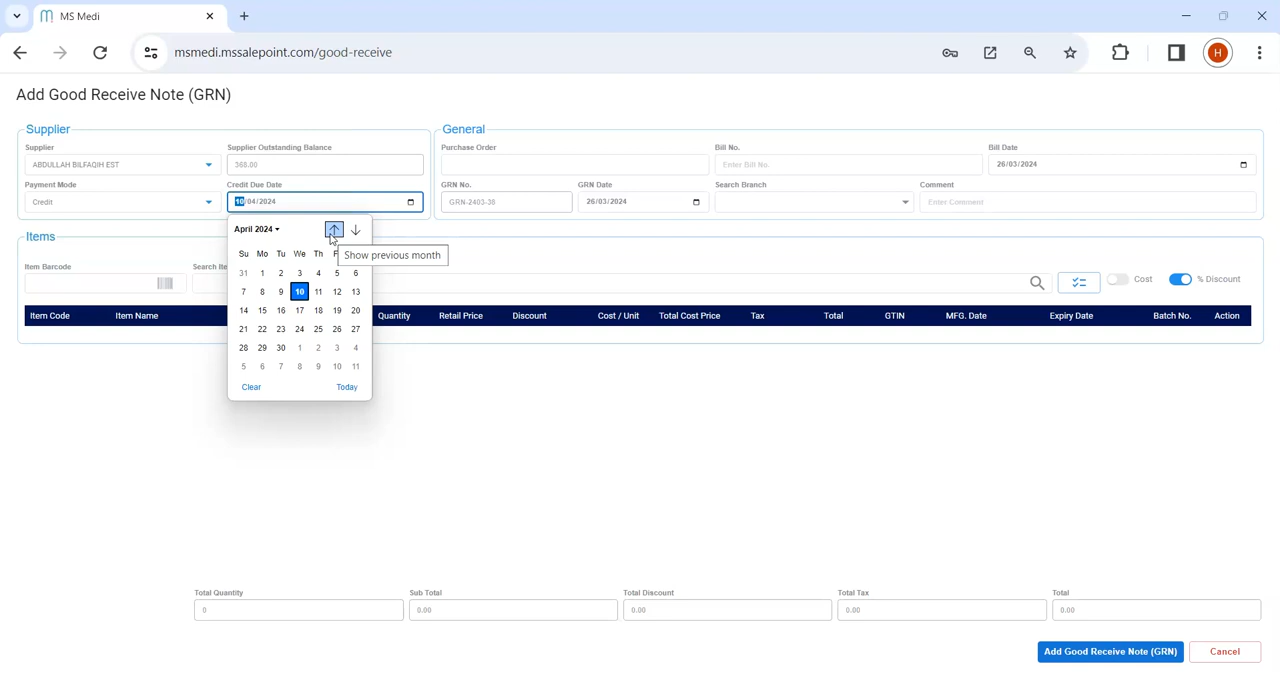 MS Medi
msmedi.mssalepoint.com/good-receive
H
Add Good Receive Note (GRN)
Supplier
General
Supplier
Supplier Outstanding Balance
Purchase Order
Bill No.
Bill Date
ABDULLAH BILFAQIH EST
368.00
Enter Bill No.
26/03/2024
Payment Mode
Credit Due Date
GRN No.
GRN Date
Search Branch
Comment
Credit
10/04/2024
GRN-2403-38
26/03/2024
Enter Comment
April 2024
Items
Show previous month
Su Mo Tu We Th F
31 1 2 3 4 5 6
7 8 9 10 11 12 13
14 15 16 17 18 19 20
21 22 23 24 25 26 27
28 29 30 1 2 3 4
5 6 7 8 9 10 11
Clear Today
Item Barcode
Search Ite
Cost
% Discount
Item Code Item Name Quantity Retail Price Discount Cost / Unit Total Cost Price Tax Total GTIN MFG. Date Expiry Date Batch No. Action
Total Quantity
Sub Total
Total Discount
Total Tax
Total
0
0.00
0.00
0.00
0.00
Add Good Receive Note (GRN)
Cancel